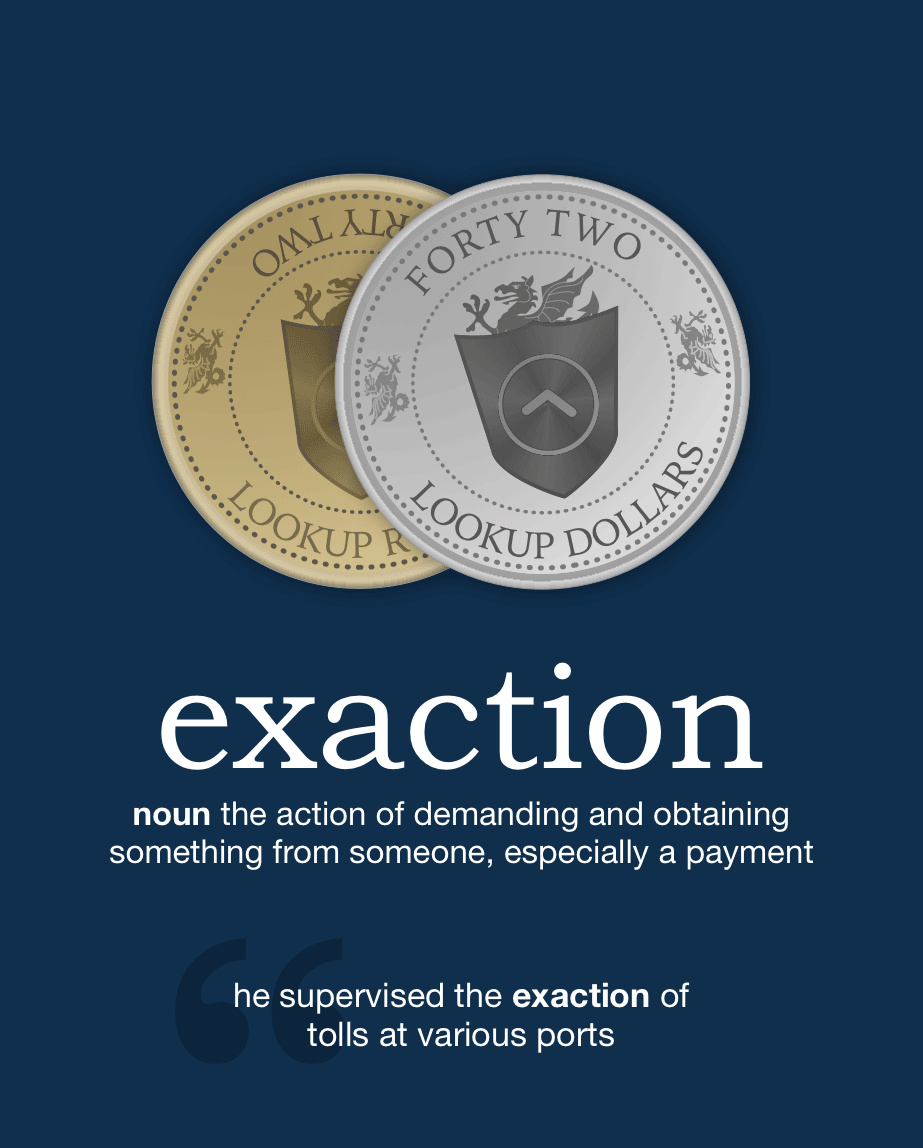 FORTY TWO
LOOKUP DOLLARS
TWO
LOOKUP
exaction
noun the action of demanding and obtaining
something from someone, especially a payment
he supervised the exaction of
tolls at various ports